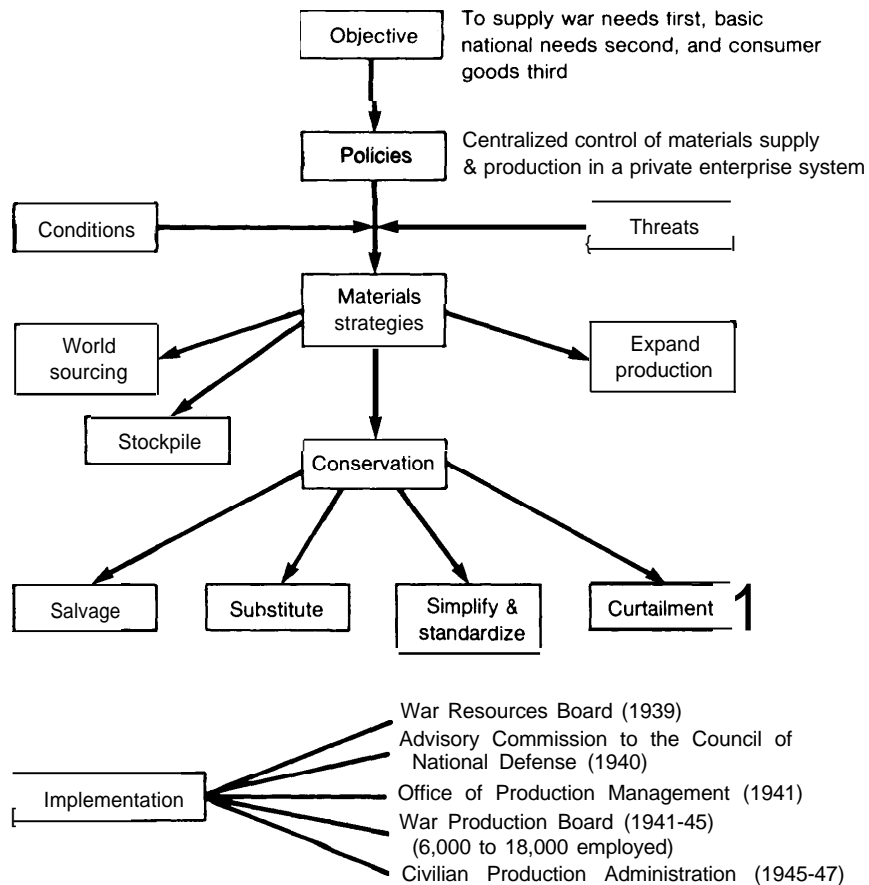 Objective
To supply war needs first, basic
national needs second, and consumer
goods third
Policies
Centralized control of materials supply
& production in a private enterprise system
Conditions
Threats
Materials
strategies
World
sourcing
Expand
production
Stockpile
Conservation
Salvage
Substitute
Simplify &
standardize
Curtailment
Implementation
War Resources Board (1939)
Advisory Commission to the Council of
National Defense (1940)
Office of Production Management (1941)
War Production Board (1941-45)
(6,000 to 18,000 employed)
Civilian Production Administration (1945-47)